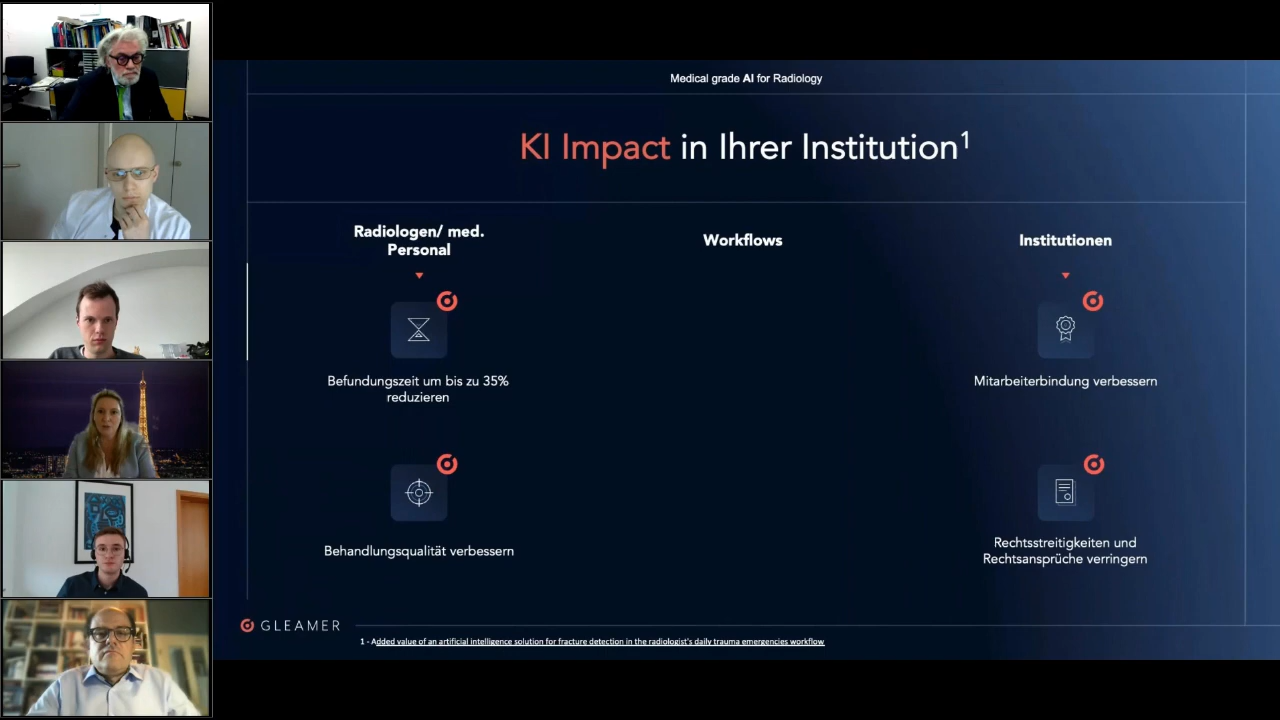 Medical grade AI for Radiology
KI Impact in Ihrer Institution¹
Radiologen/ med.
Personal
Befundungszeit um bis zu 35%
reduzieren
Behandlungsqualität verbessern
Workflows
Institutionen
Mitarbeiterbindung verbessern
Rechtsstreitigkeiten und
Rechtsansprüche verringern
GLEAMER
1 - Added value of an artificial intelligence solution for fracture detection in the radiologist's daily trauma emergencies workflow